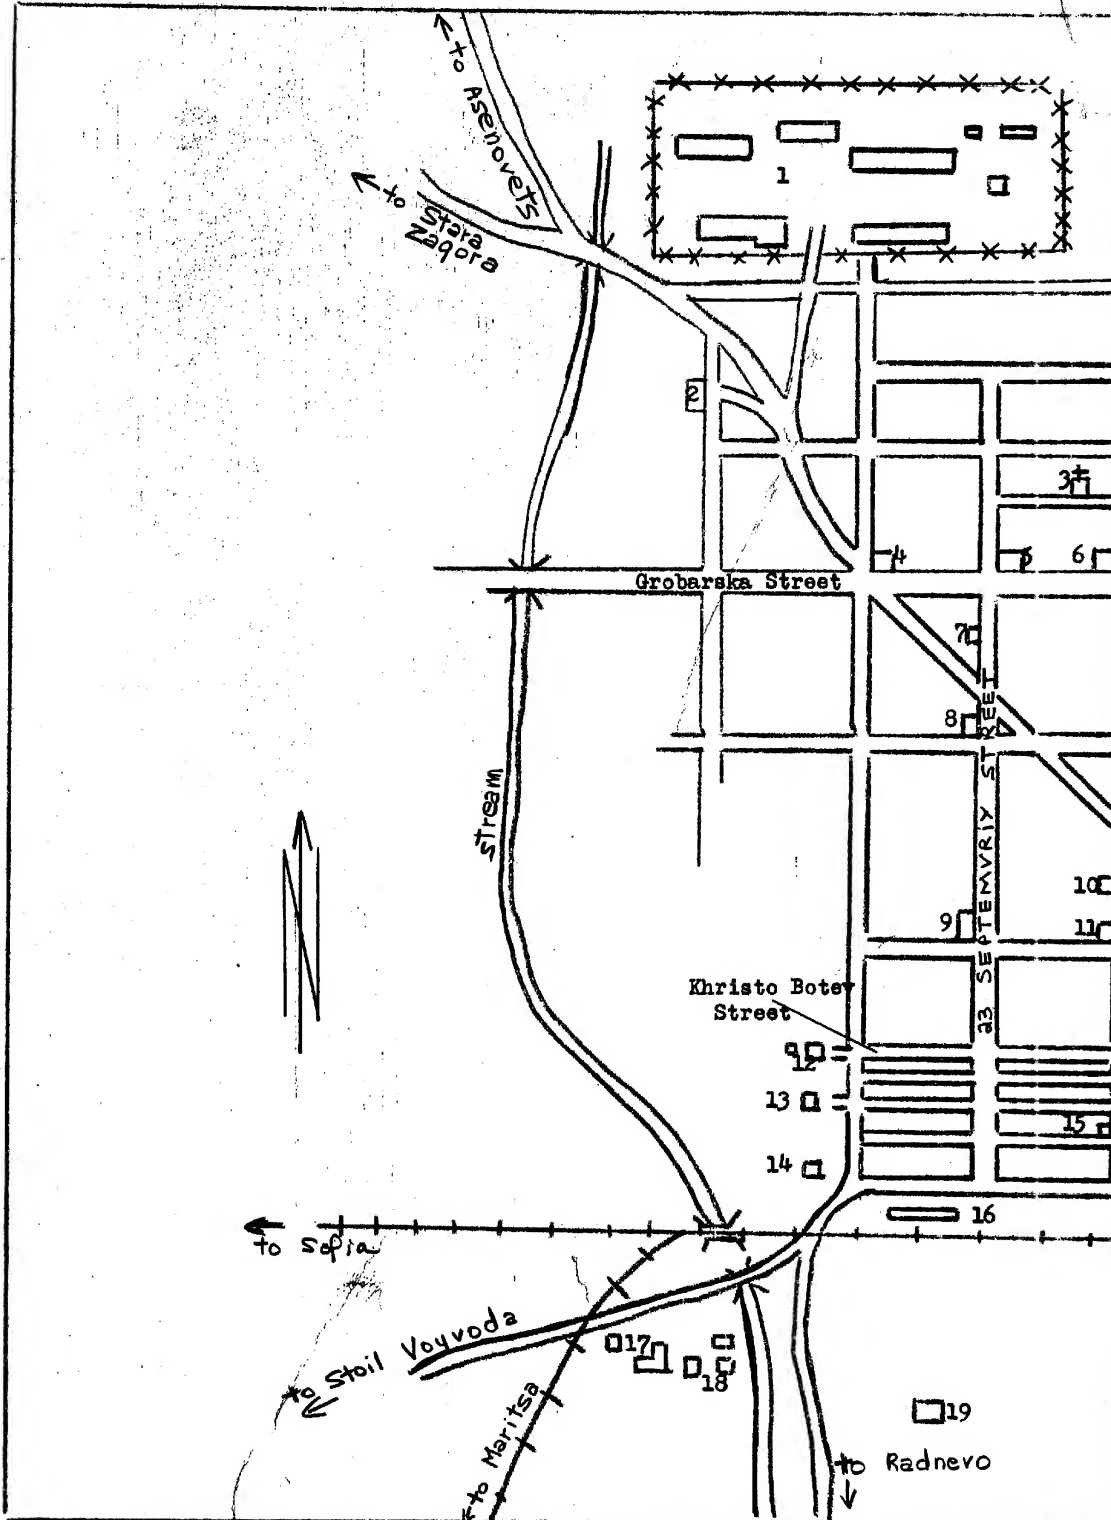 to Asenovets
to Stara
Zagora
1
2
3
4
5
6
Grobarska Street
7
8
23 SEPTEMVRIY STREET
stream
10
9
11
N
Khristo Botev
Street
9
12
13
15
14
16
to Sofia
to Stoil Voyvoda
17
18
to Maritsa
19
to Radnevo